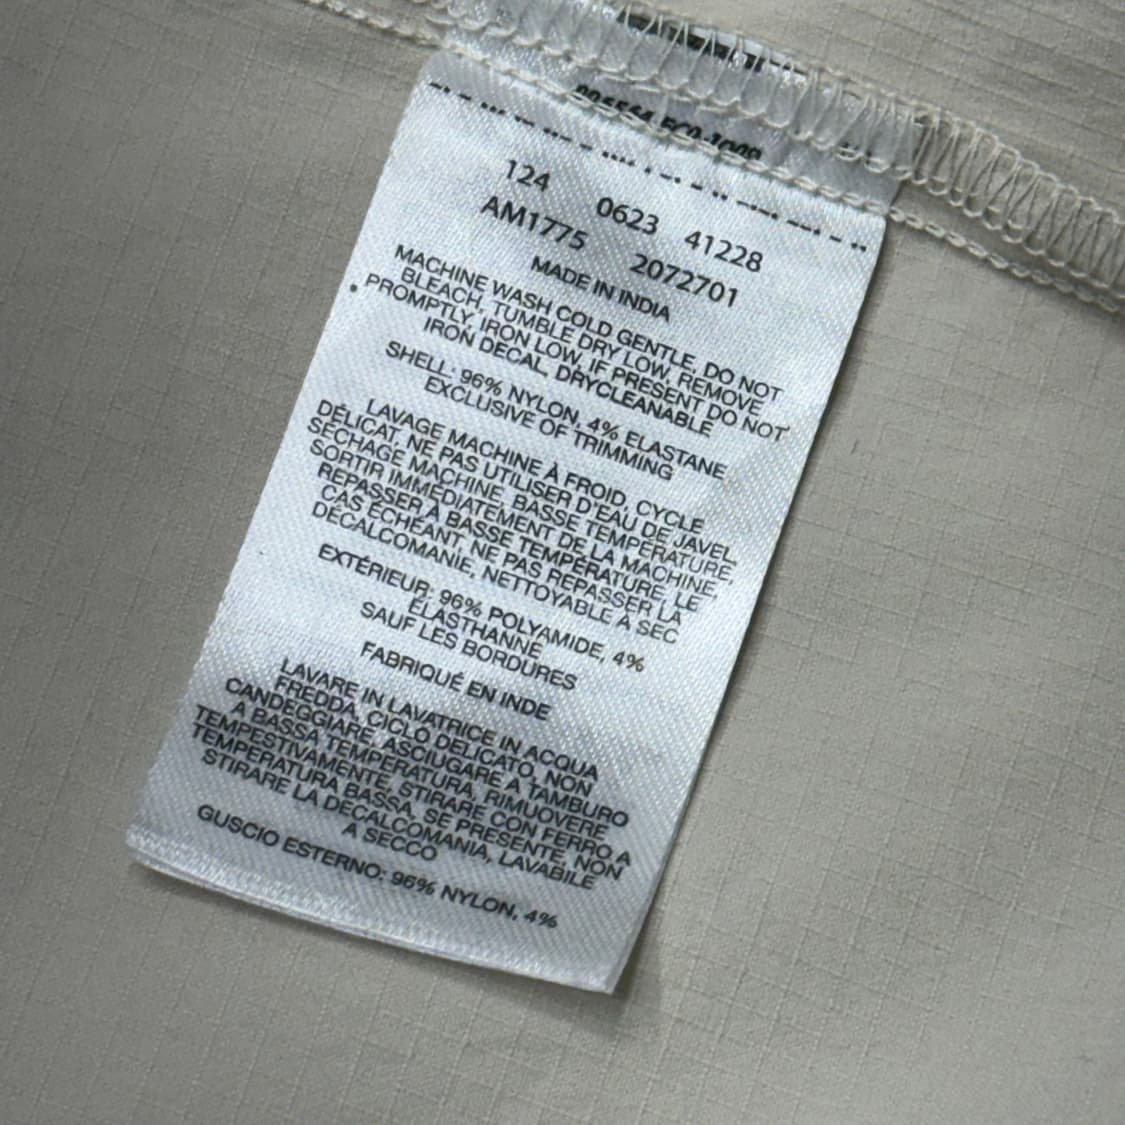 124 0623 41228
AM1775 2072701
MADE IN INDIA
MACHINE WASH COLD GENTLE, DO NOT
BLEACH, TUMBLE DRY LOW, REMOVE
PROMPTLY, IRON LOW, IF PRESENT DO NOT
IRON DECAL, DRYCLEANABLE
SHELL: 96% NYLON, 4% ELASTANE
EXCLUSIVE OF TRIMMING
LAVAGE MACHINE À FROID, CYCLE
DÉLICAT, NE PAS UTILISER D'EAU DE JAVEL
SÉCHAGE MACHINE, BASSE TEMPÉRATURE,
SORTIR IMMÉDIATEMENT DE LA MACHINE,
REPASSER À BASSE TEMPÉRATURE, LE
CAS ÉCHÉANT, NE PAS REPASSER LA
DÉCALCOMANIE, NETTOYABLE À SEC
EXTÉRIEUR: 96% POLYAMIDE, 4%
ÉLASTHANNE
SAUF LES BORDURES
FABRIQUÉ EN INDE
LAVARE IN LAVATRICE IN ACQUA
FREDDA, CICLO DELICATO, NON
CANDEGGIARE, ASCIUGARE A TAMBURO
A BASSA TEMPERATURA, RIMUOVERE
TEMPESTIVAMENTE, STIRARE CON FERRO A
TEMPERATURA BASSA, SE PRESENTE, NON
STIRARE LA DECALCOMANIA, LAVABILE
A SECCO
GUSCIO ESTERNO: 96% NYLON, 4%